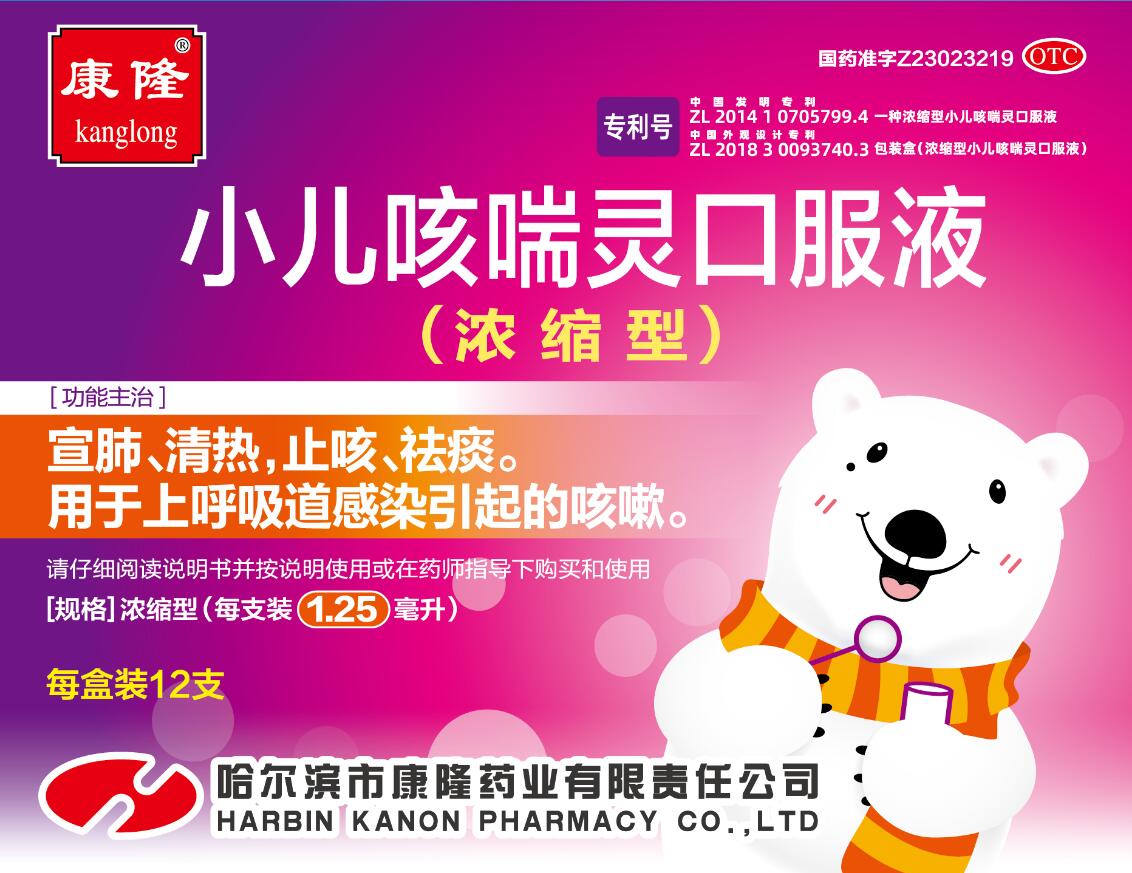 康隆®
kanglong
国药准字Z23023219 OTC
专利号
中国发明专利
ZL 2014 1 0705799.4 一种浓缩型小儿咳喘灵口服液
中国外观设计专利
ZL 2018 3 0093740.3 包装盒(浓缩型小儿咳喘灵口服液)
小儿咳喘灵口服液
(浓缩型)
[功能主治]
宣肺、清热,止咳、祛痰。
用于上呼吸道感染引起的咳嗽。
请仔细阅读说明书并按说明使用或在药师指导下购买和使用
[规格]浓缩型(每支装1.25毫升)
每盒装12支
哈尔滨市康隆药业有限责任公司
HARBIN KANON PHARMACY CO.,LTD